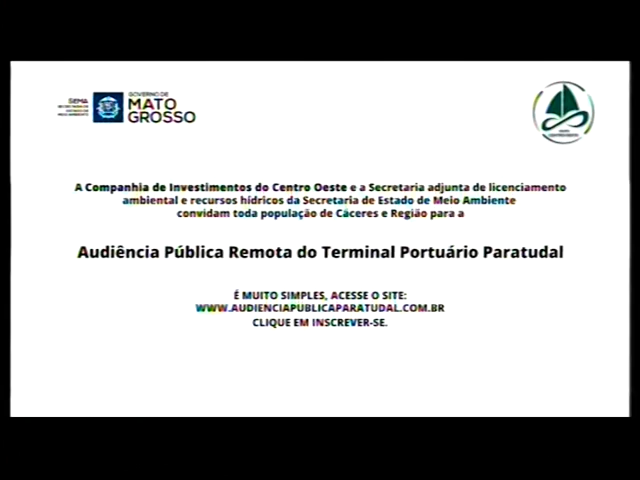 SEMA
GOVERNO DE
MATO
GROSSO
A Companhia de Investimentos do Centro Oeste e a Secretaria adjunta de licenciamento
ambiental e recursos hídricos da Secretaria de Estado de Meio Ambiente
convidam toda população de Cáceres e Região para a
Audiência Pública Remota do Terminal Portuário Paratudal
É MUITO SIMPLES, ACESSE O SITE:
WWW.AUDIENCIAPUBLICAPARATUDAL.COM.BR
CLIQUE EM INSCREVER-SE.